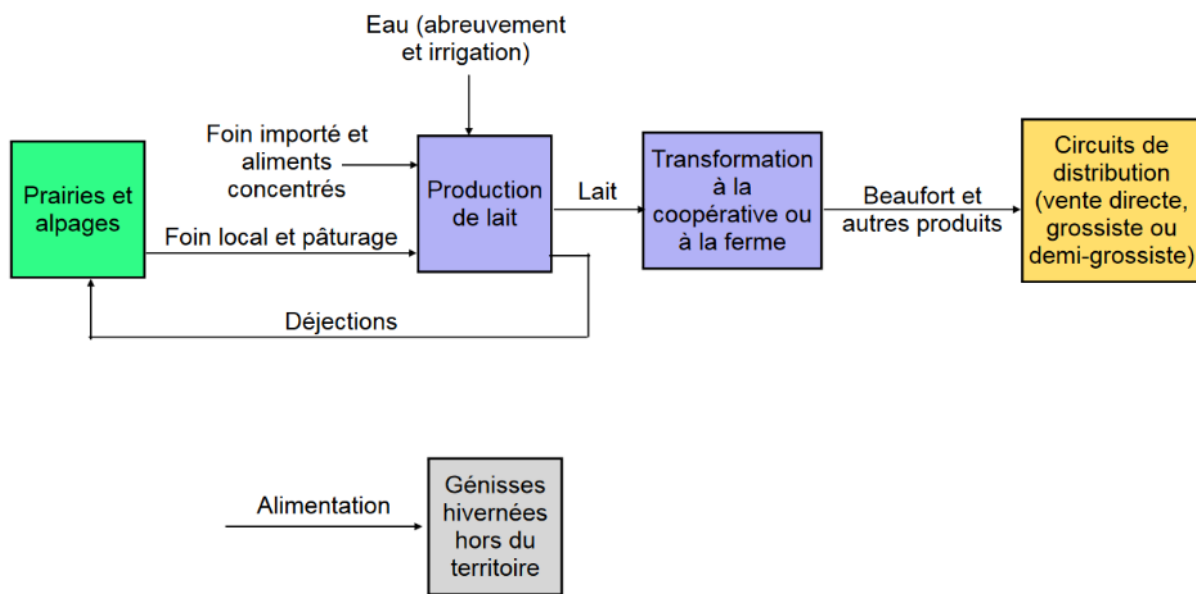 Eau (abreuvement
et irrigation)
Foin importé et
aliments
concentrés
Prairies et
alpages
Foin local et pâturage
Production
de lait
Lait
Transformation
à la
coopérative ou
à la ferme
Beaufort et
autres produits
Circuits de
distribution
(vente directe,
grossiste ou
demi-grossiste)
Déjections
Alimentation
Génisses
hivernées
hors du
territoire